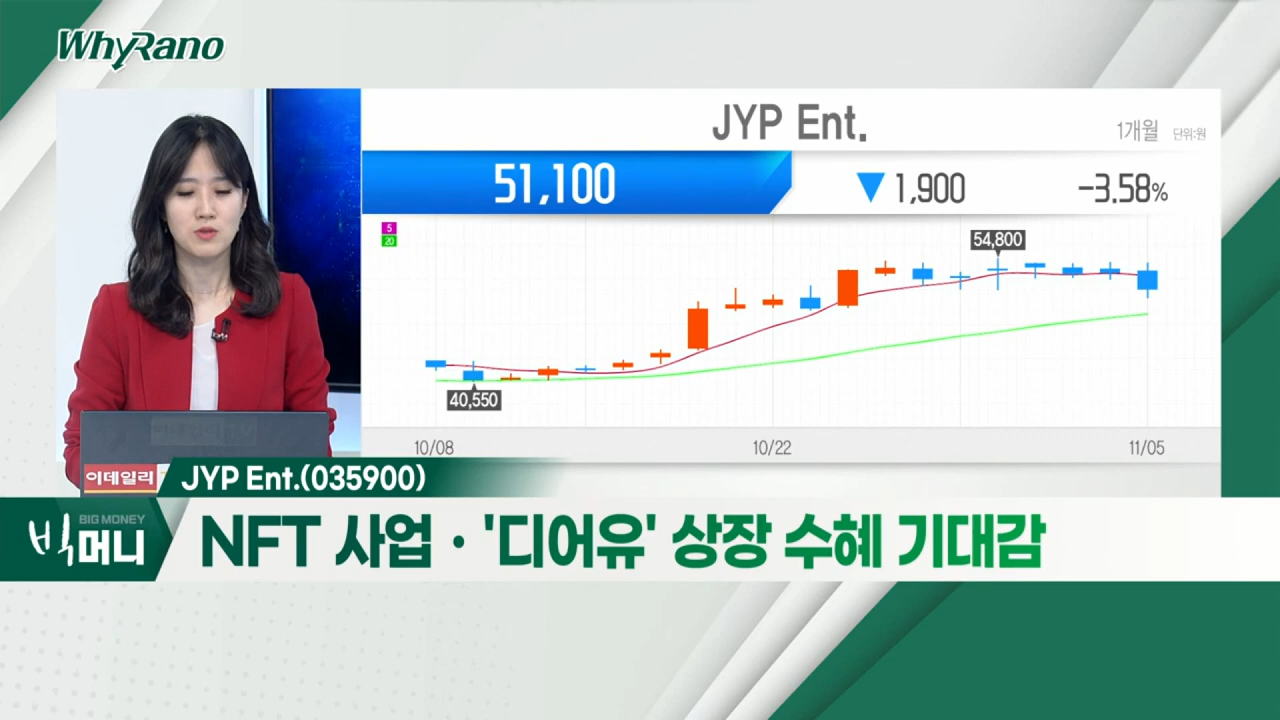 WhyRano
JYP Ent.
1개월 단위:원
51,100 ▼ 1,900 -3.58%
5
20
54,800
40,550
10/08 10/22 11/05
이데일리
JYP Ent.(035900)
BIG MONEY
빅머니
NFT 사업·'디어유' 상장 수혜 기대감